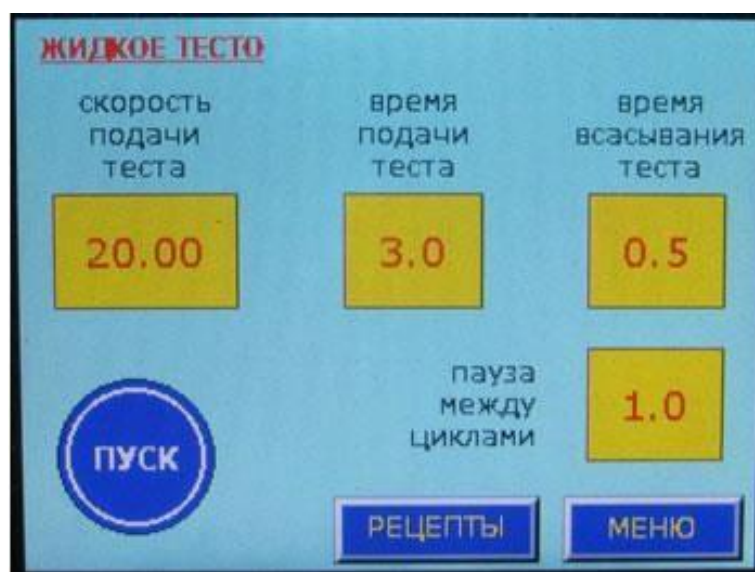 ЖИДКОЕ ТЕСТО
скорость
подачи
теста
время
подачи
теста
время
всасывания
теста
20.00
3.0
0.5
пауза
между
циклами
1.0
ПУСК
РЕЦЕПТЫ
МЕНЮ